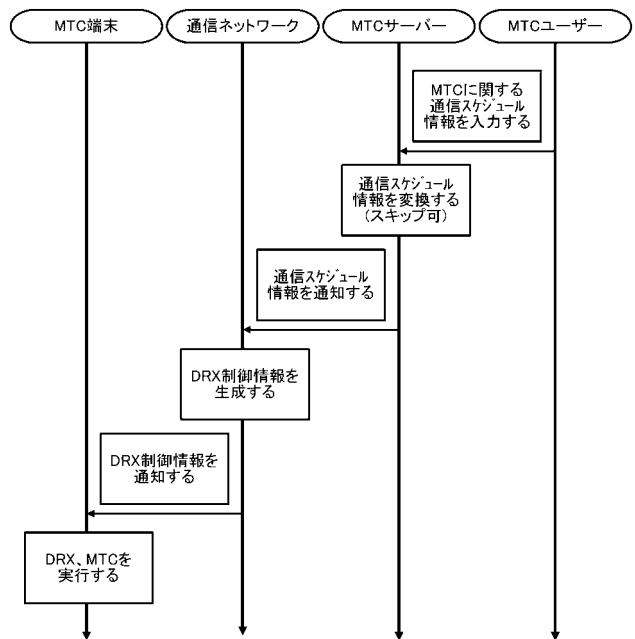 MTC端末
通信ネットワーク
MTCサーバー
MTCユーザー
MTCに関する
通信スケジュール
情報を入力する
通信スケジュール
情報を変換する
(スキップ可)
通信スケジュール
情報を通知する
DRX制御情報を
生成する
DRX制御情報を
通知する
DRX、MTCを
実行する